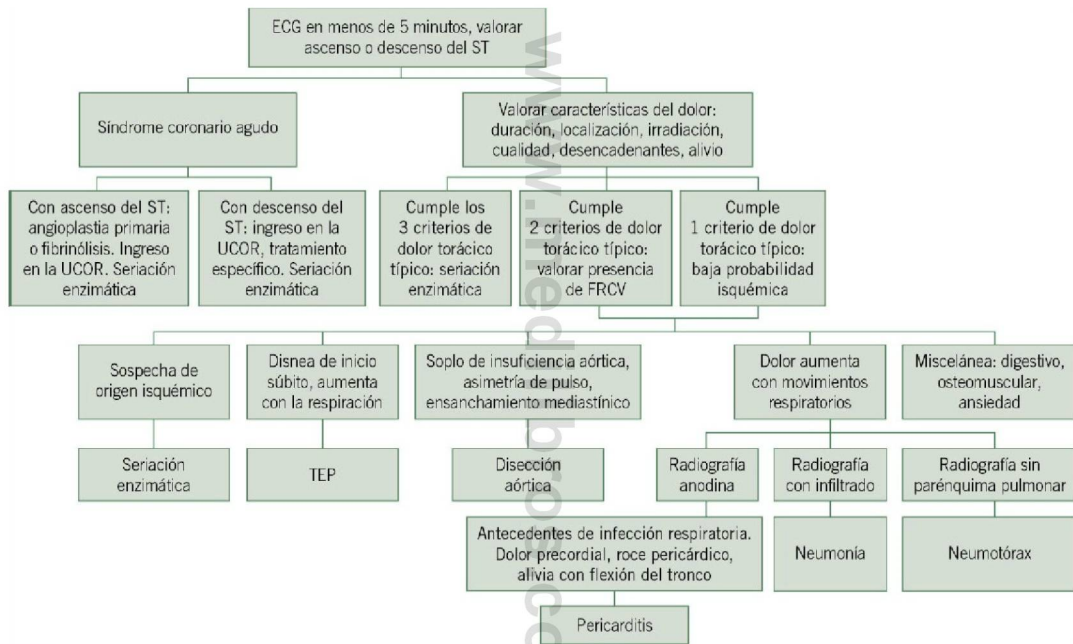 ECG en menos de 5 minutos, valorar
ascenso o descenso del ST
Síndrome coronario agudo
Valorar características del dolor:
duración, localización, irradiación,
cualidad, desencadenantes, alivio
Con ascenso del ST:
angioplastia primaria
o fibrinólisis. Ingreso
en la UCOR. Seriación
enzimática
Con descenso del
ST: ingreso en la
UCOR, tratamiento
específico. Seriación
enzimática
Cumple los
3 criterios de
dolor torácico
típico: seriación
enzimática
Cumple
2 criterios de dolor
torácico típico:
valorar presencia
de FRCV
Cumple
1 criterio de dolor
torácico típico:
baja probabilidad
isquémica
Sospecha de
origen isquémico
Disnea de inicio
súbito, aumenta
con la respiración
Soplo de insuficiencia aórtica,
asimetría de pulso,
ensanchamiento mediastínico
Dolor aumenta
con movimientos
respiratorios
Miscelánea: digestivo,
osteomuscular,
ansiedad
Seriación
enzimática
TEP
Disección
aórtica
Radiografía
anodina
Radiografía
con infiltrado
Radiografía sin
parénquima pulmonar
Antecedentes de infección respiratoria.
Dolor precordial, roce pericárdico,
alivia con flexión del tronco
Neumonía
Neumotórax
Pericarditis